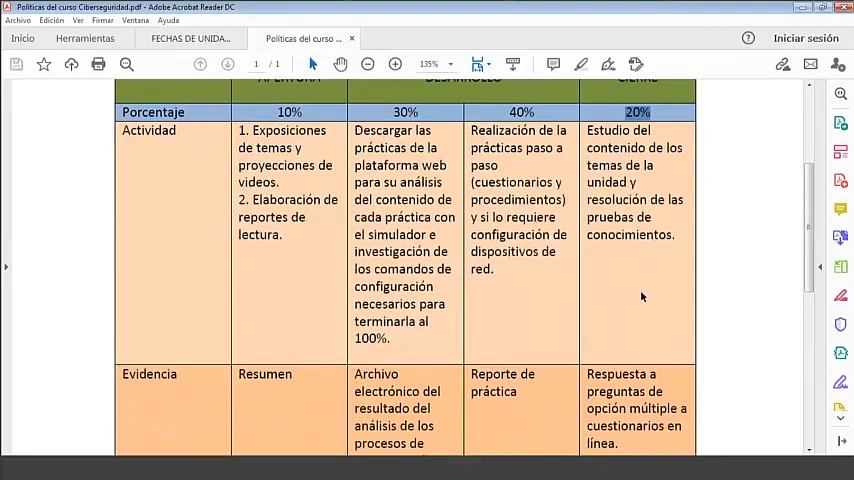 Políticas del curso Ciberseguridad.pdf - Adobe Acrobat Reader DC
Archivo Edición Ver Firmar Ventana Ayuda
Inicio Herramientas FECHAS DE UNIDA... Políticas del curso ... × Iniciar sesión
1 / 1 135%
Porcentaje 10% 30% 40% 20%
Actividad
1. Exposiciones
de temas y
proyecciones de
videos.
2. Elaboración de
reportes de
lectura.
Descargar las
prácticas de la
plataforma web
para su análisis
del contenido de
cada práctica con
el simulador e
investigación de
los comandos de
configuración
necesarios para
terminarla al
100%.
Realización de la
prácticas paso a
paso
(cuestionarios y
procedimientos)
y si lo requiere
configuración de
dispositivos de
red.
Estudio del
contenido de los
temas de la
unidad y
resolución de las
pruebas de
conocimientos.
Evidencia
Resumen
Archivo
electrónico del
resultado del
análisis de los
procesos de
Reporte de
práctica
Respuesta a
preguntas de
opción múltiple a
cuestionarios en
línea.